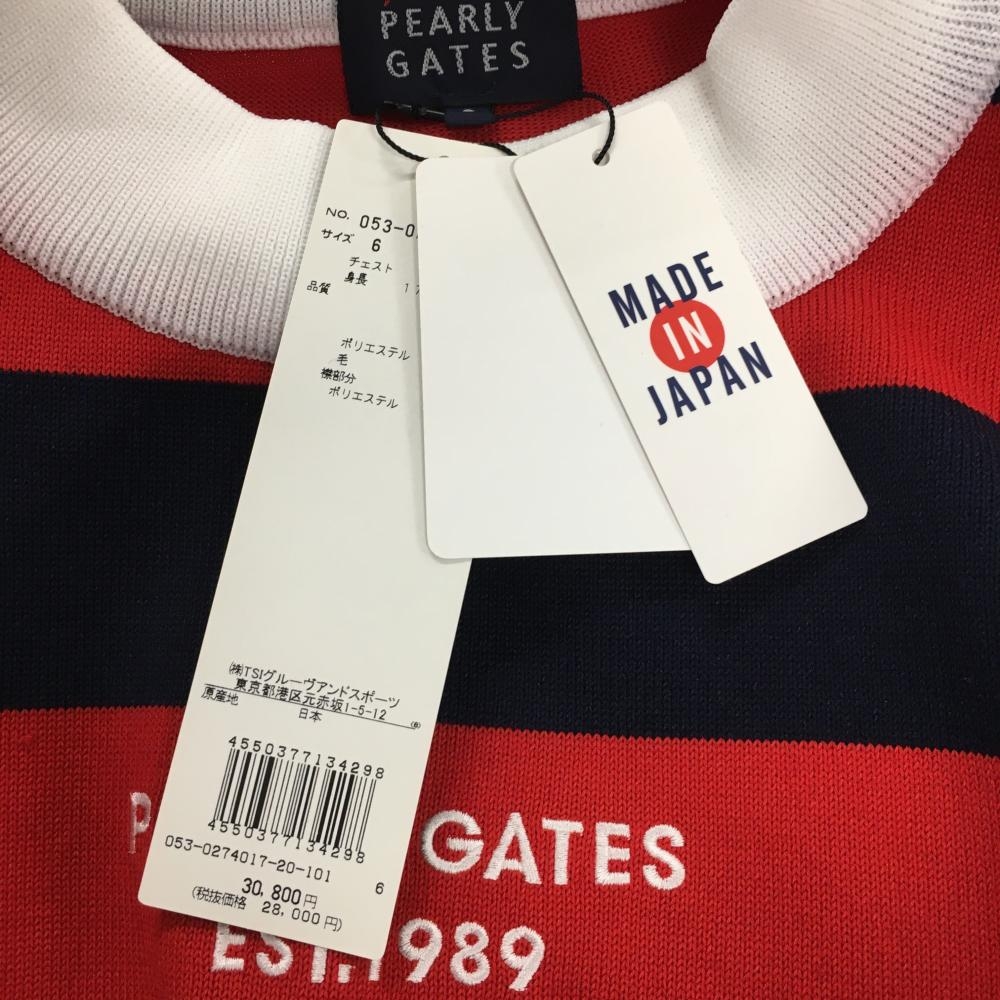 PEARLY
GATES
NO. 053-0
サイズ 6
チェスト
身長 17
品質
ポリエステル
毛
襟部分
ポリエステル
MADE
IN
JAPAN
㈱TSIグルーヴアンドスポーツ
東京都港区元赤坂1-5-12
原産地 日本
4550377134298
4550377134298
053-0274017-20-101 6
30,800円
(税抜価格 28,000円)
P GATES
EST.1989